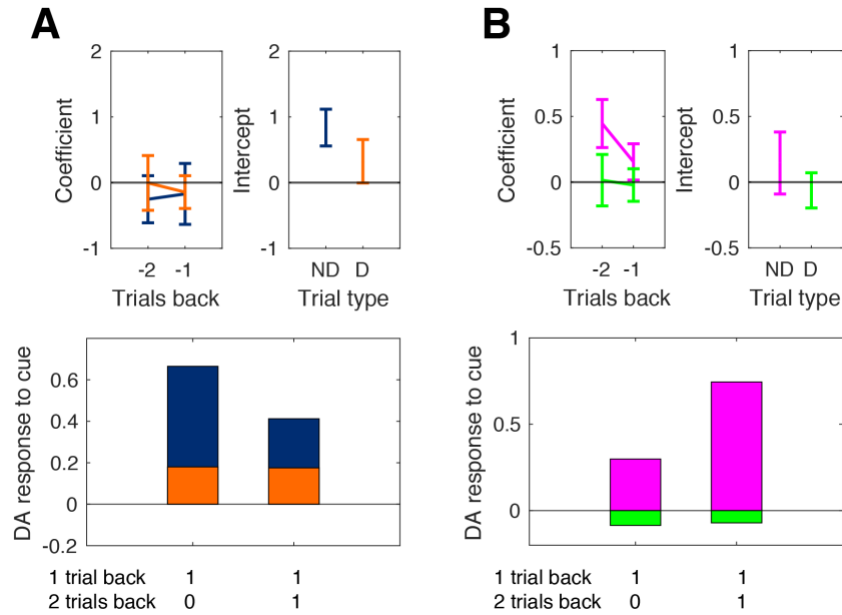 A
2
1
0
-1
Coefficient
-2 -1
Trials back
2
1
0
-1
Intercept
ND D
Trial type
0.6
0.4
0.2
0
-0.2
DA response to cue
1 trial back 1 1
2 trials back 0 1
B
1
0.5
0
-0.5
Coefficient
-2 -1
Trials back
1
0.5
0
-0.5
Intercept
ND D
Trial type
1
0.5
0
DA response to cue
1 trial back 1 1
2 trials back 0 1